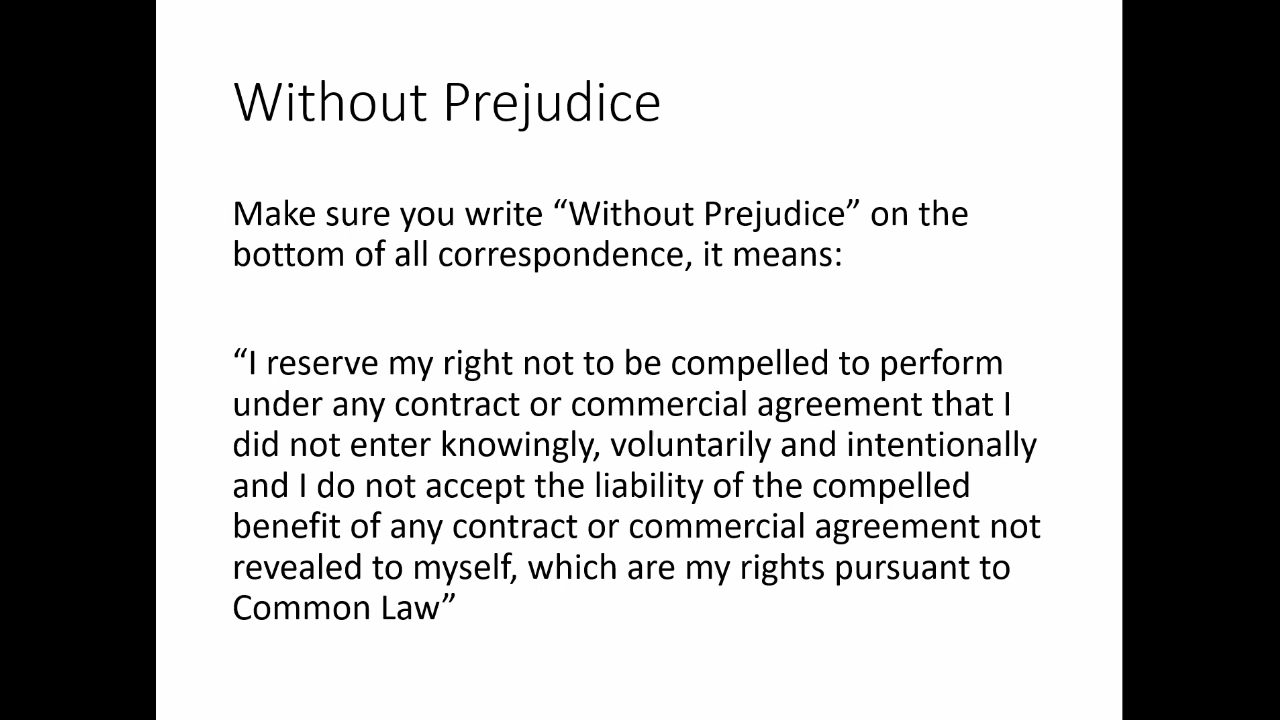 Without Prejudice
Make sure you write “Without Prejudice” on the
bottom of all correspondence, it means:
“I reserve my right not to be compelled to perform
under any contract or commercial agreement that I
did not enter knowingly, voluntarily and intentionally
and I do not accept the liability of the compelled
benefit of any contract or commercial agreement not
revealed to myself, which are my rights pursuant to
Common Law”